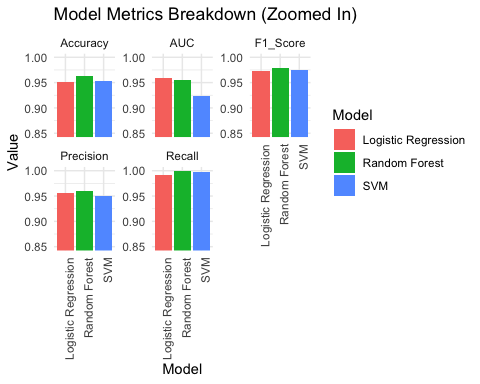 Model Metrics Breakdown (Zoomed In)
Accuracy
AUC
F1_Score
1.00
0.95
0.90
0.85
1.00
0.95
0.90
0.85
1.00
0.95
0.90
0.85
Logistic Regression
Random Forest
SVM
Precision
Recall
1.00
0.95
0.90
0.85
1.00
0.95
0.90
0.85
Logistic Regression
Random Forest
SVM
Logistic Regression
Random Forest
SVM
Value
Model
Model
Logistic Regression
Random Forest
SVM